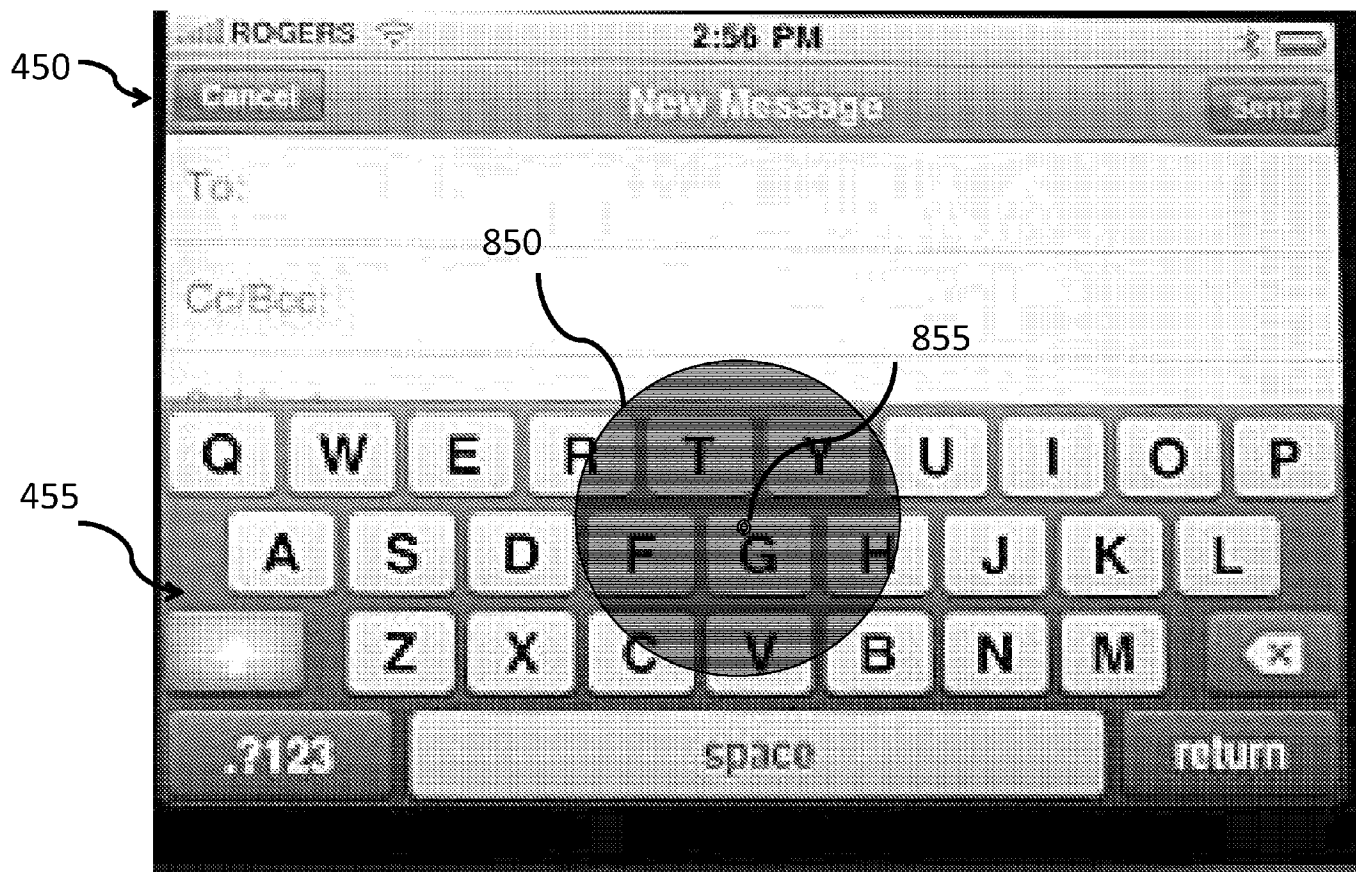 ROGERS 2:56 PM
450
Cancel New Message Send
To:
850
Cc/Bcc:
855
Q W E R T Y U I O P
455
A S D F G H J K L
Z X C V B N M
.?123 space return